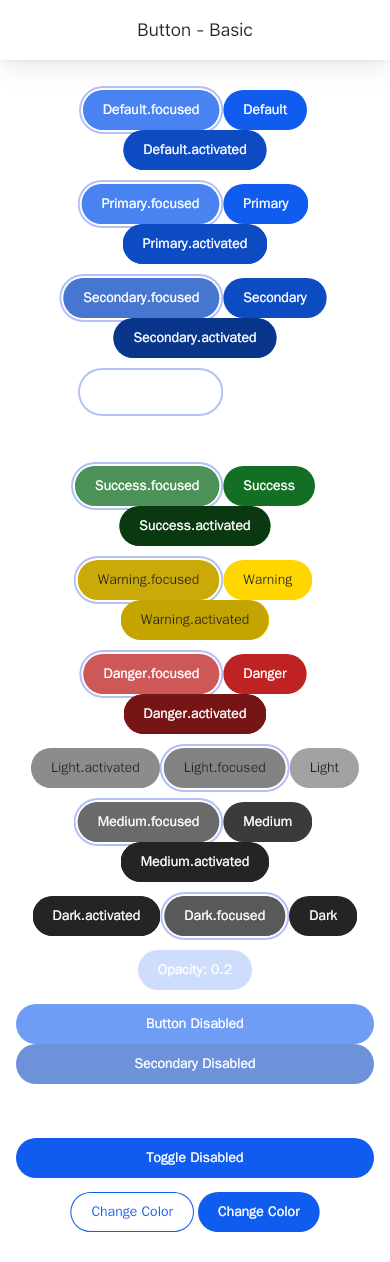 Button - Basic
Default.focused Default
Default.activated
Primary.focused Primary
Primary.activated
Secondary.focused Secondary
Secondary.activated
Success.focused Success
Success.activated
Warning.focused Warning
Warning.activated
Danger.focused Danger
Danger.activated
Light.activated Light.focused Light
Medium.focused Medium
Medium.activated
Dark.activated Dark.focused Dark
Opacity: 0.2
Button Disabled
Secondary Disabled
Toggle Disabled
Change Color Change Color